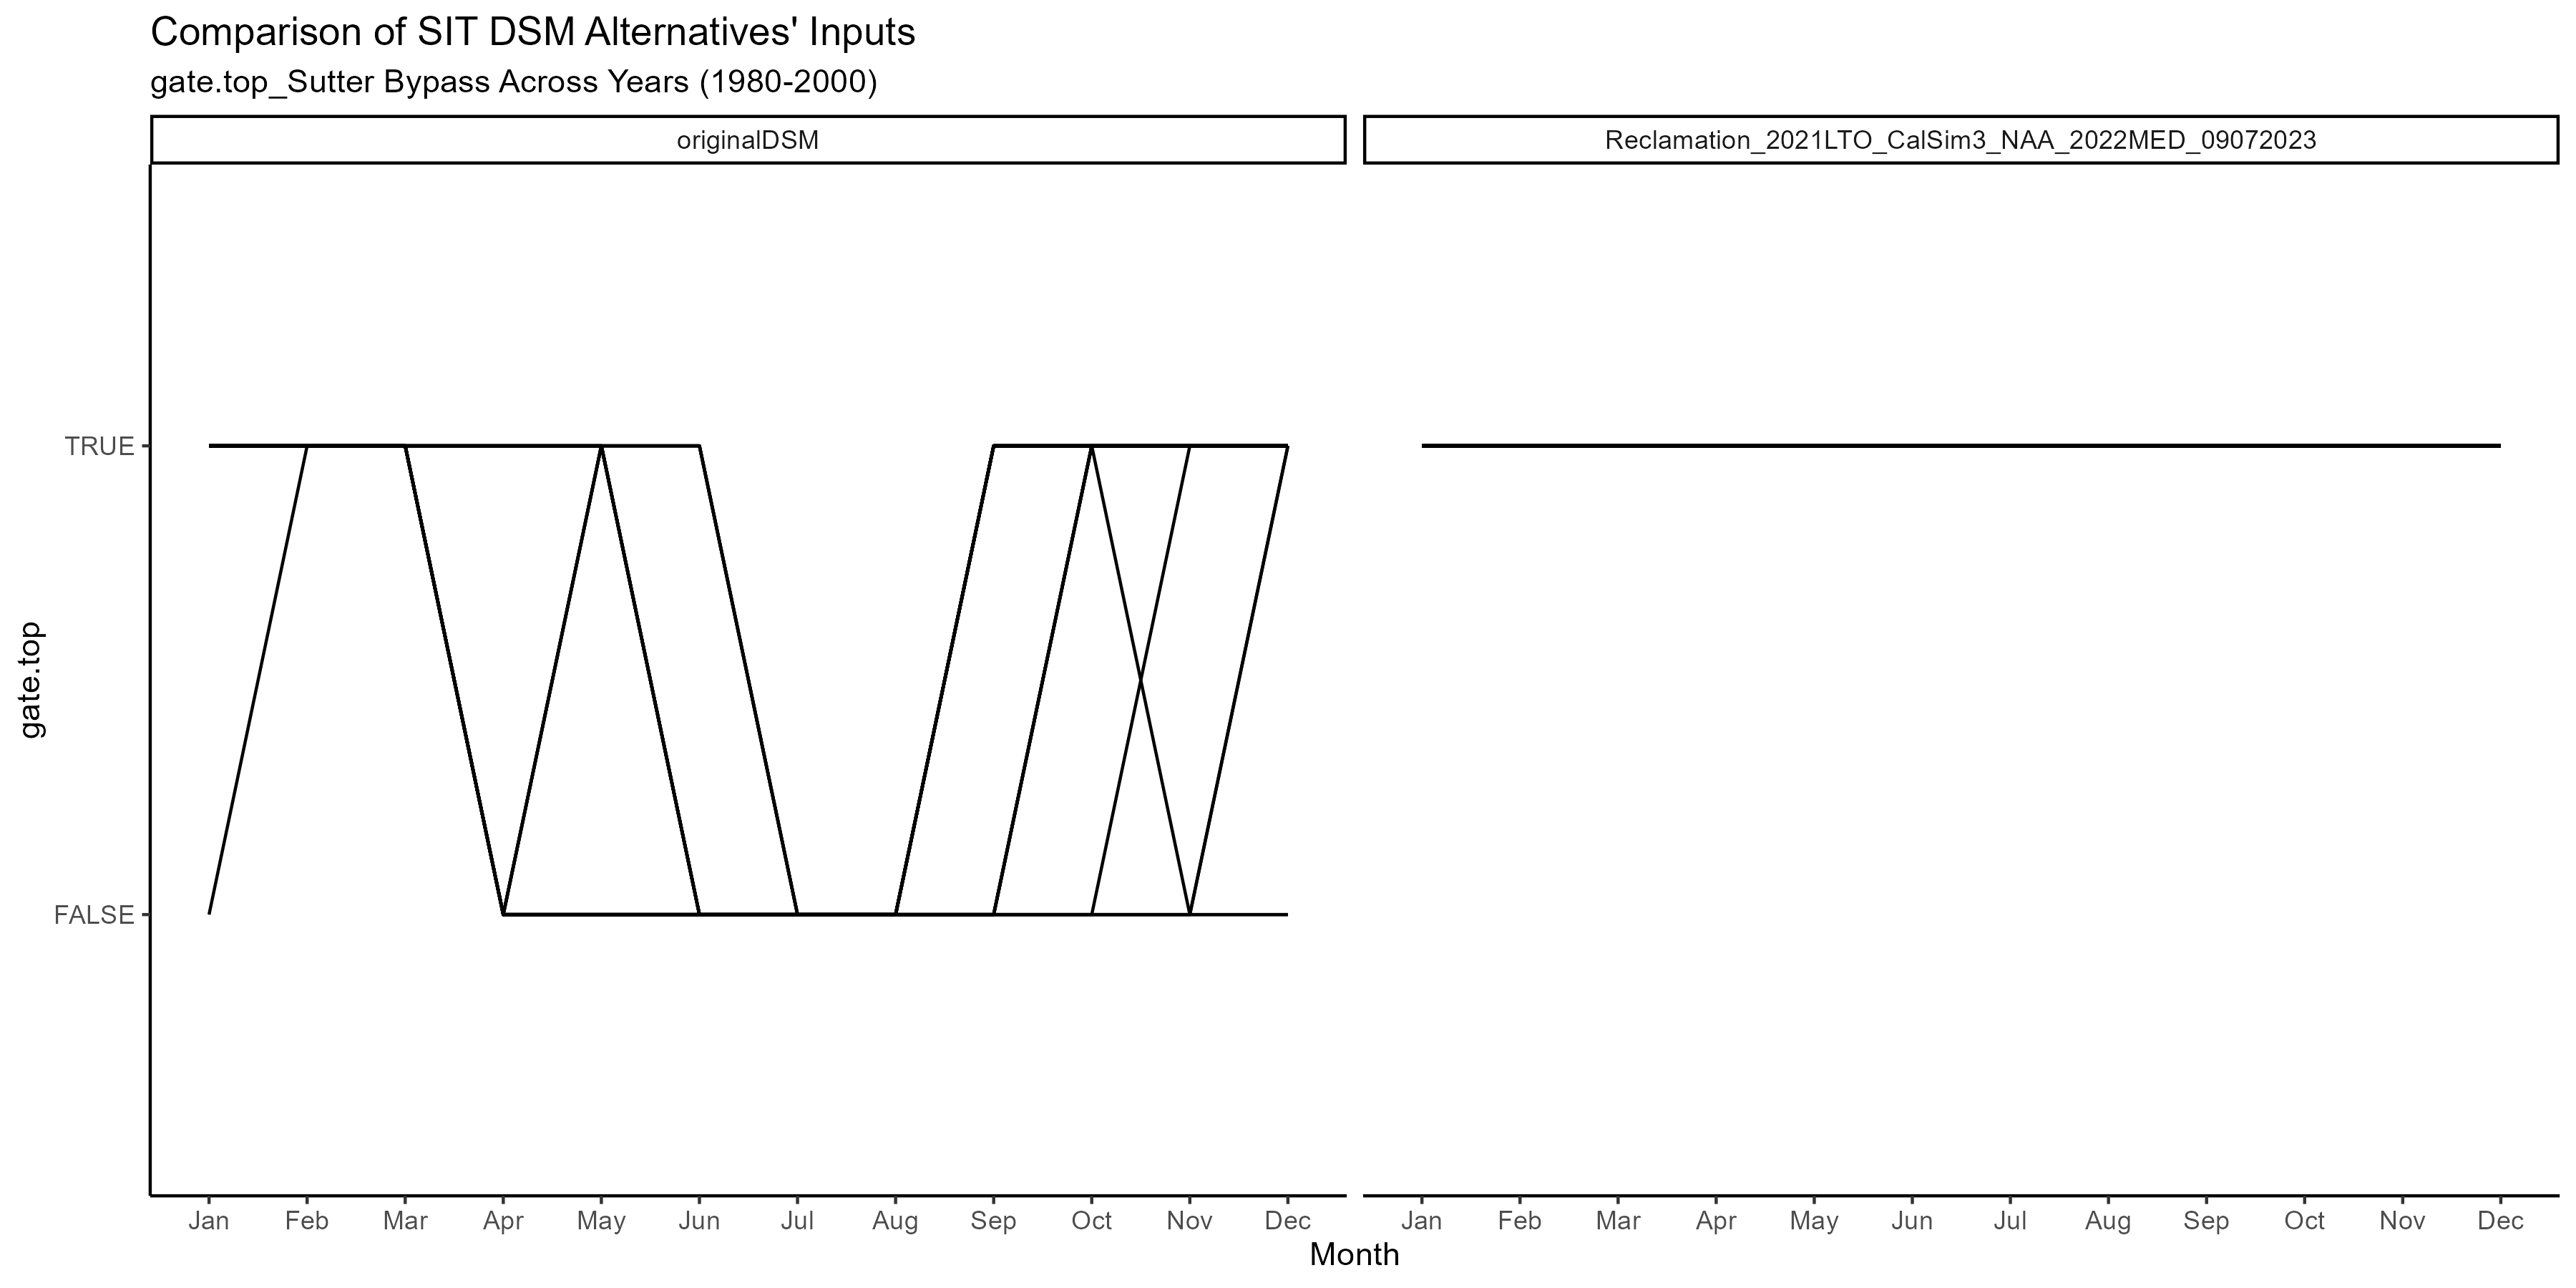 Comparison of SIT DSM Alternatives' Inputs
gate.top_Sutter Bypass Across Years (1980-2000)
originalDSM
Reclamation_2021LTO_CalSim3_NAA_2022MED_09072023
gate.top
TRUE
FALSE
Jan Feb Mar Apr May Jun Jul Aug Sep Oct Nov Dec
Jan Feb Mar Apr May Jun Jul Aug Sep Oct Nov Dec
Month